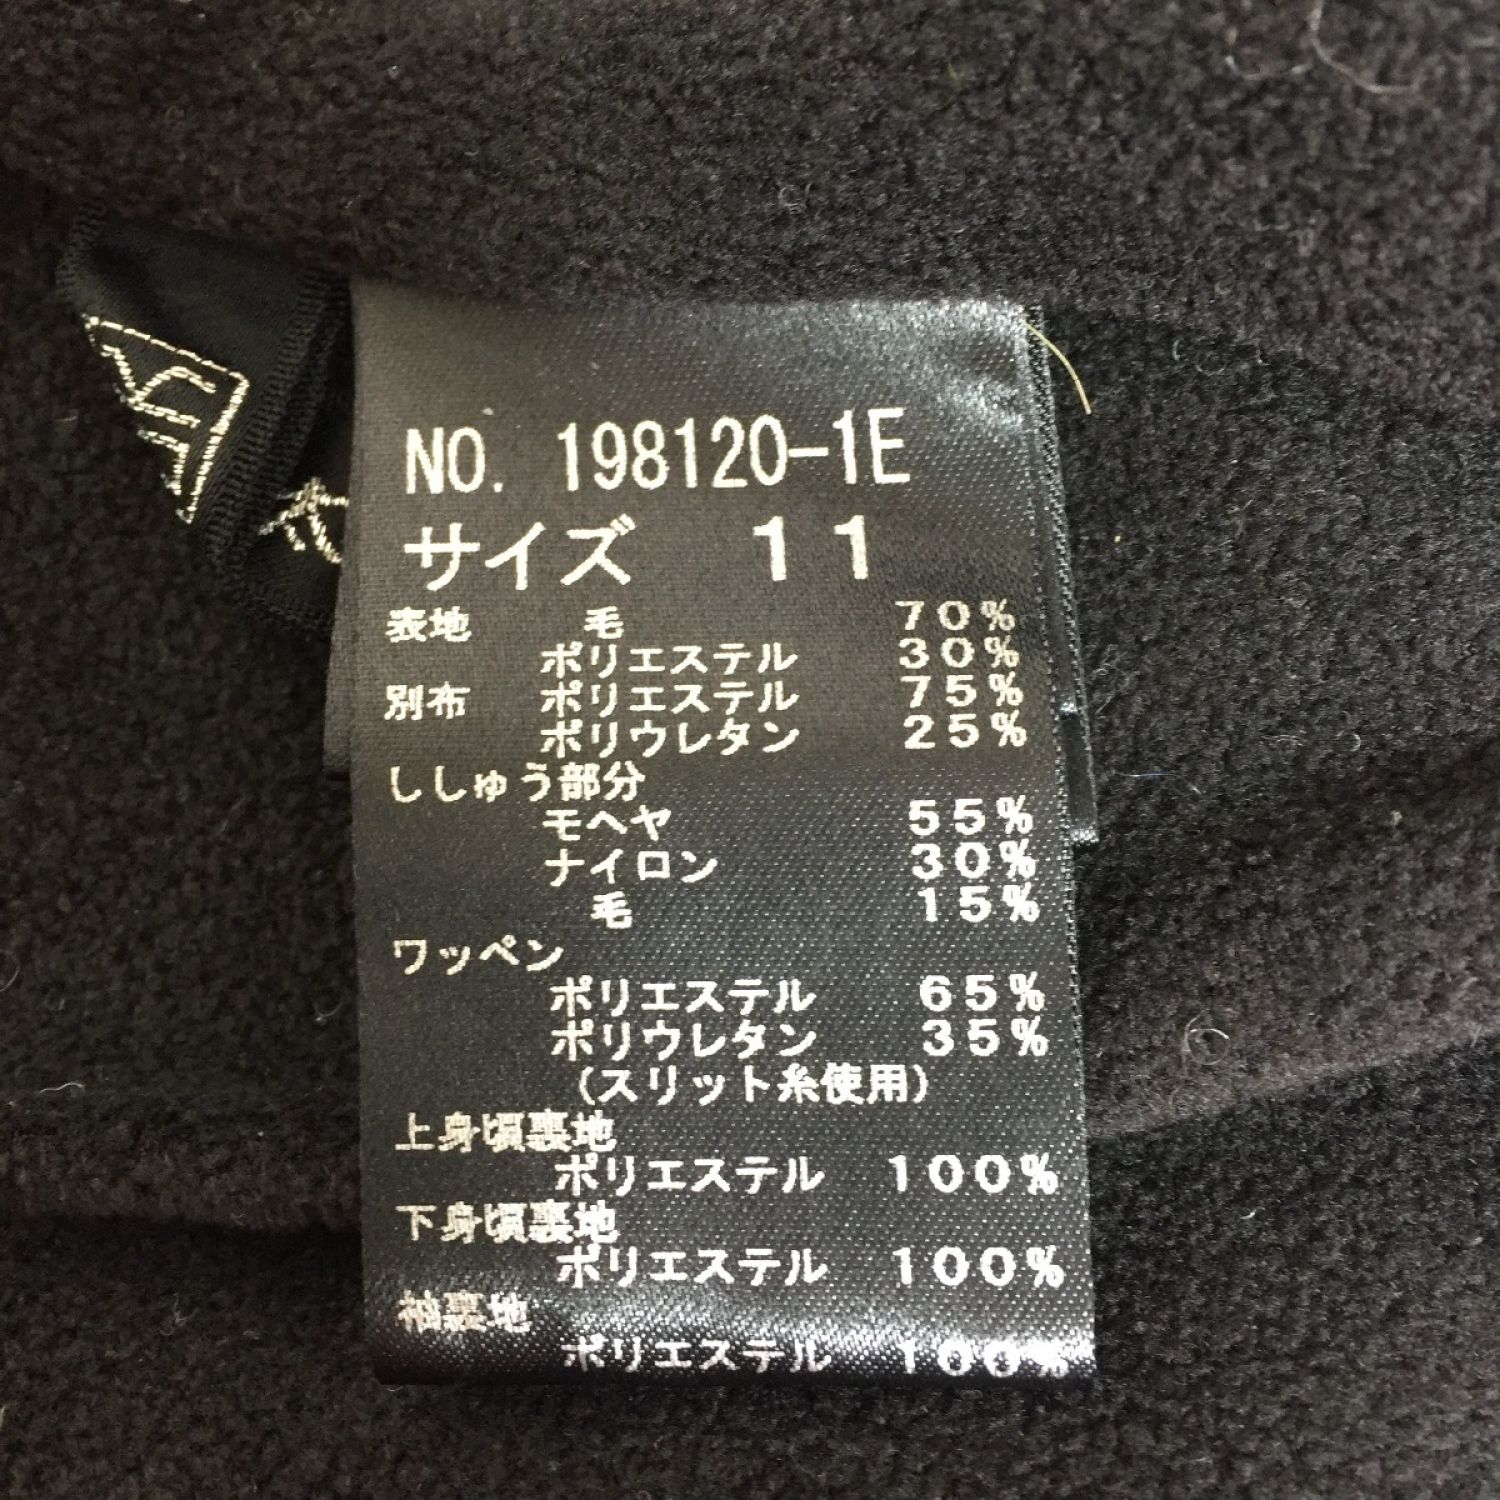 NO. 198120-1E
サイズ 11
表地 毛 70%
ポリエステル 30%
別布 ポリエステル 75%
ポリウレタン 25%
ししゅう部分
モヘヤ 55%
ナイロン 30%
毛 15%
ワッペン
ポリエステル 65%
ポリウレタン 35%
(スリット糸使用)
上身頃裏地
ポリエステル 100%
下身頃裏地
ポリエステル 100%
袖裏地
ポリエステル 100%